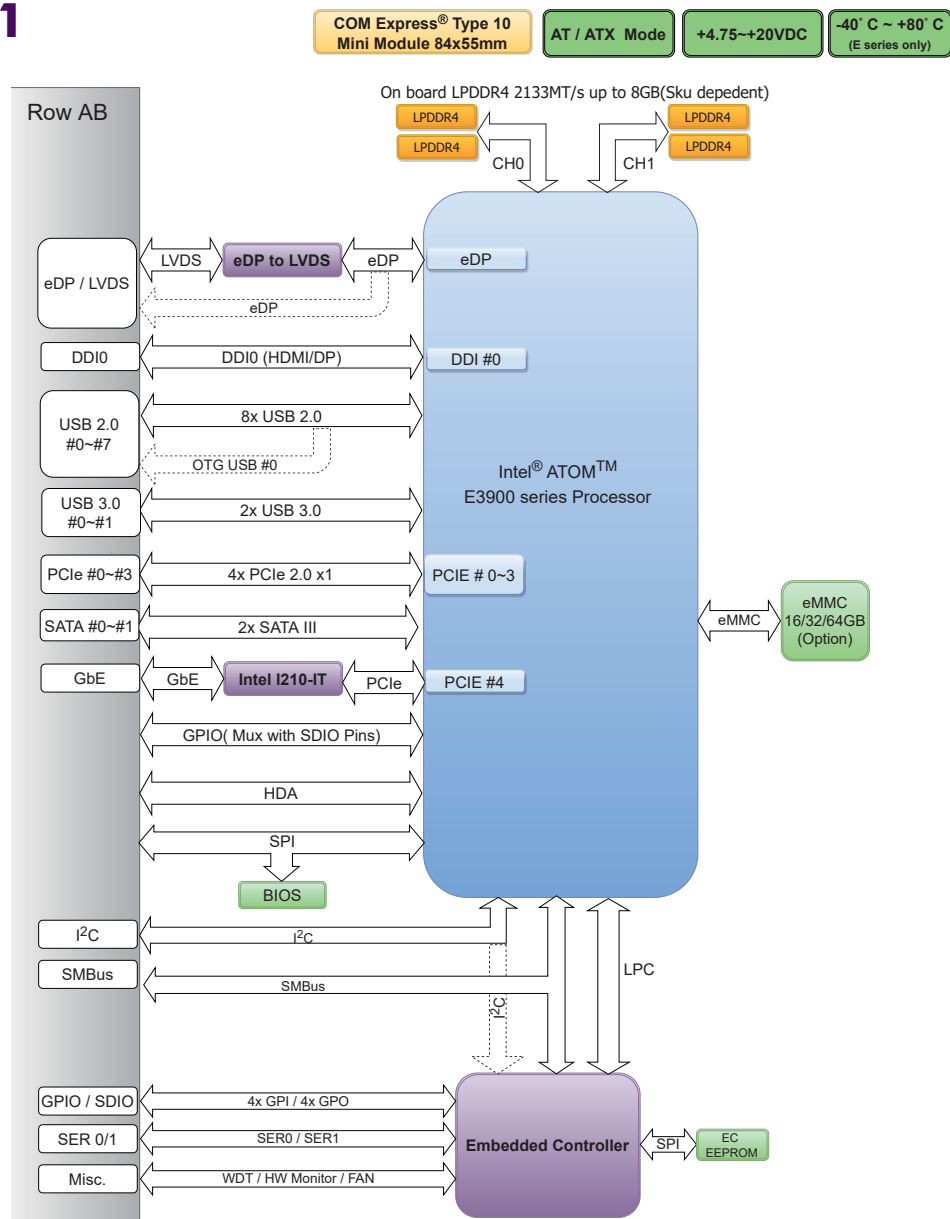 1
COM Express® Type 10
Mini Module 84x55mm
AT / ATX Mode
+4.75~+20VDC
-40° C ~ +80° C
(E series only)
Row AB
On board LPDDR4 2133MT/s up to 8GB(Sku depedent)
LPDDR4
LPDDR4
CH0
CH1
LPDDR4
LPDDR4
eDP / LVDS
LVDS
eDP to LVDS
eDP
eDP
eDP
DDI0
DDI0 (HDMI/DP)
DDI #0
USB 2.0
#0~#7
8x USB 2.0
OTG USB #0
Intel® ATOM™
E3900 series Processor
USB 3.0
#0~#1
2x USB 3.0
PCIe #0~#3
4x PCIe 2.0 x1
PCIE # 0~3
SATA #0~#1
2x SATA III
eMMC
eMMC
16/32/64GB
(Option)
GbE
GbE
Intel I210-IT
PCIe
PCIE #4
GPIO( Mux with SDIO Pins)
HDA
SPI
BIOS
I²C
I²C
SMBus
SMBus
I²C
LPC
GPIO / SDIO
4x GPI / 4x GPO
SER 0/1
SER0 / SER1
Embedded Controller
SPI
EC
EEPROM
Misc.
WDT / HW Monitor / FAN